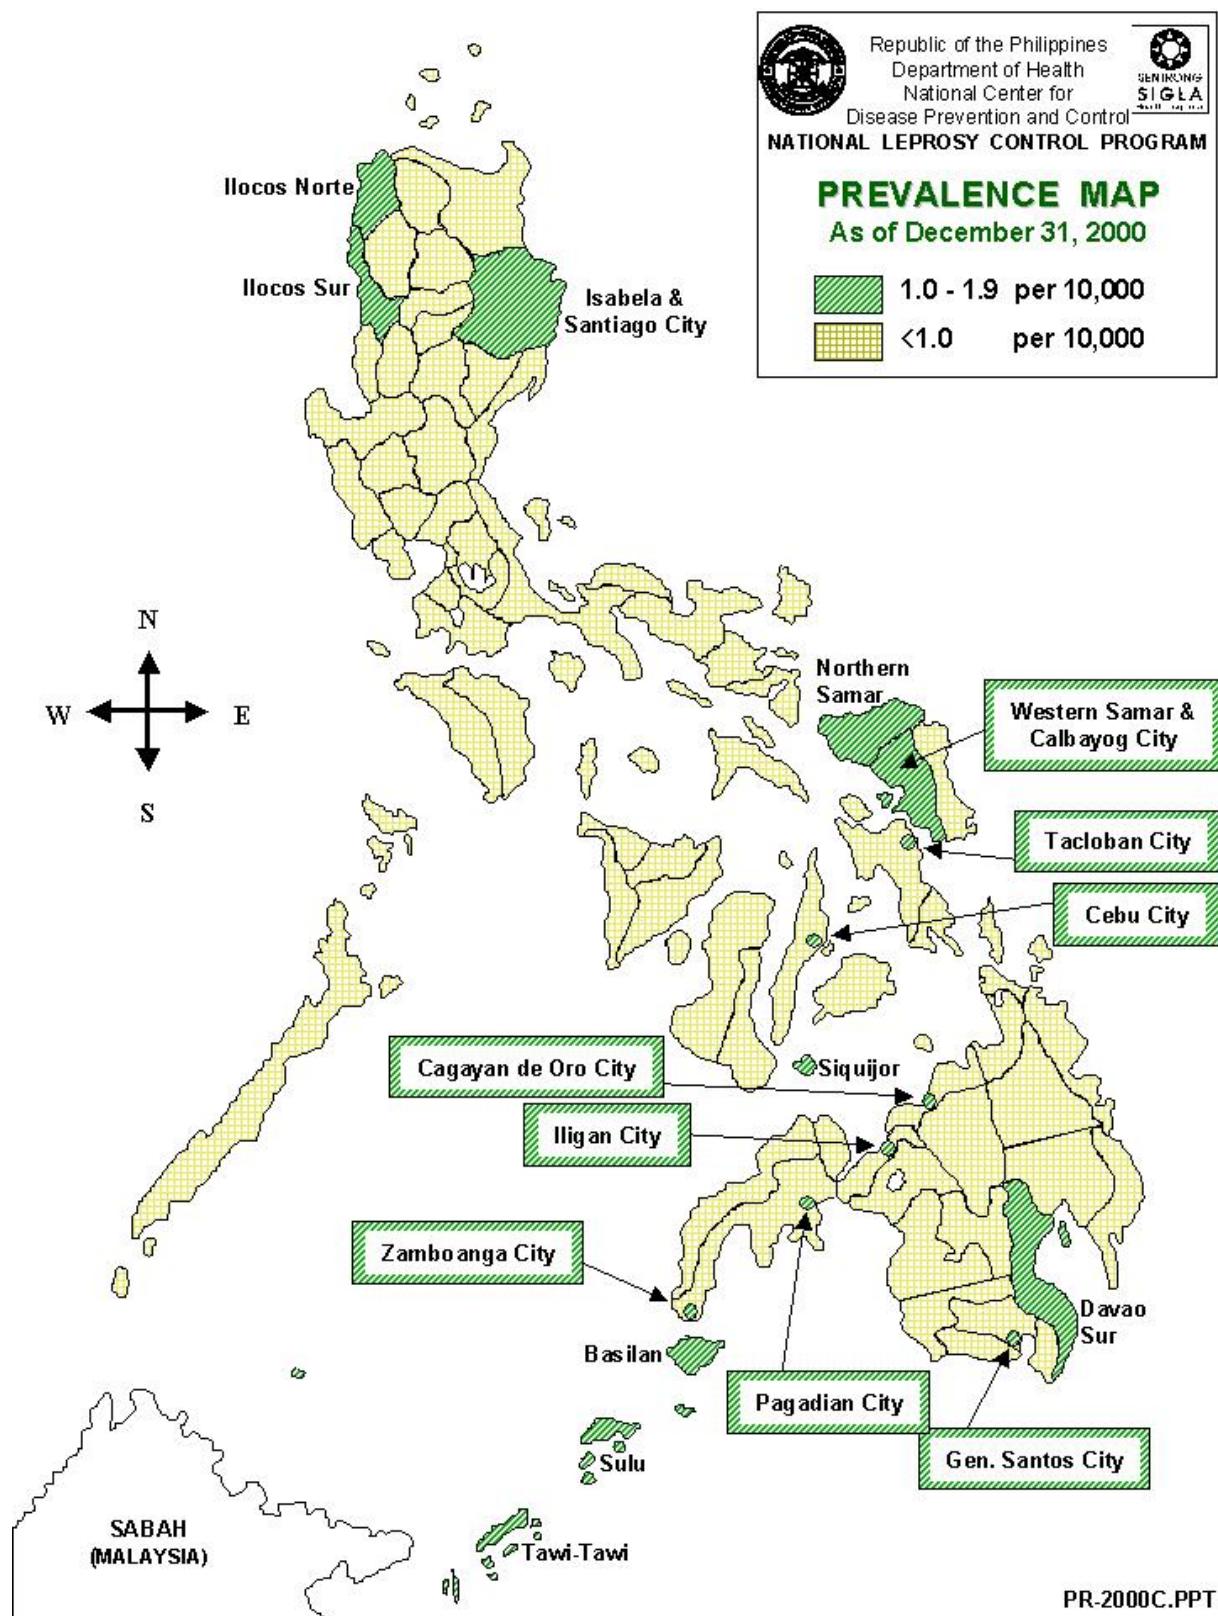 Republic of the Philippines
Department of Health
National Center for
Disease Prevention and Control
SENTRONG
SIGLA
NATIONAL LEPROSY CONTROL PROGRAM
PREVALENCE MAP
As of December 31, 2000
1.0 - 1.9 per 10,000
<1.0 per 10,000
Ilocos Norte
Ilocos Sur
Isabela &
Santiago City
N
W
E
S
Northern
Samar
Western Samar &
Calbayog City
Tacloban City
Cebu City
Cagayan de Oro City
Siquijor
Iligan City
Zamboanga City
Davao
Sur
Basilan
Pagadian City
Gen. Santos City
Sulu
SABAH
(MALAYSIA)
Tawi-Tawi
PR-2000C.PPT